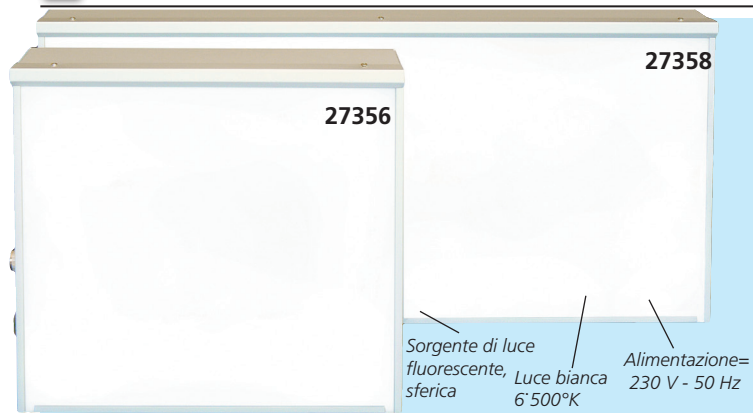 27358
27356
Sorgente di luce
fluorescente,
sferica
Luce bianca
6˙500°K
Alimentazione=
230 V - 50 Hz